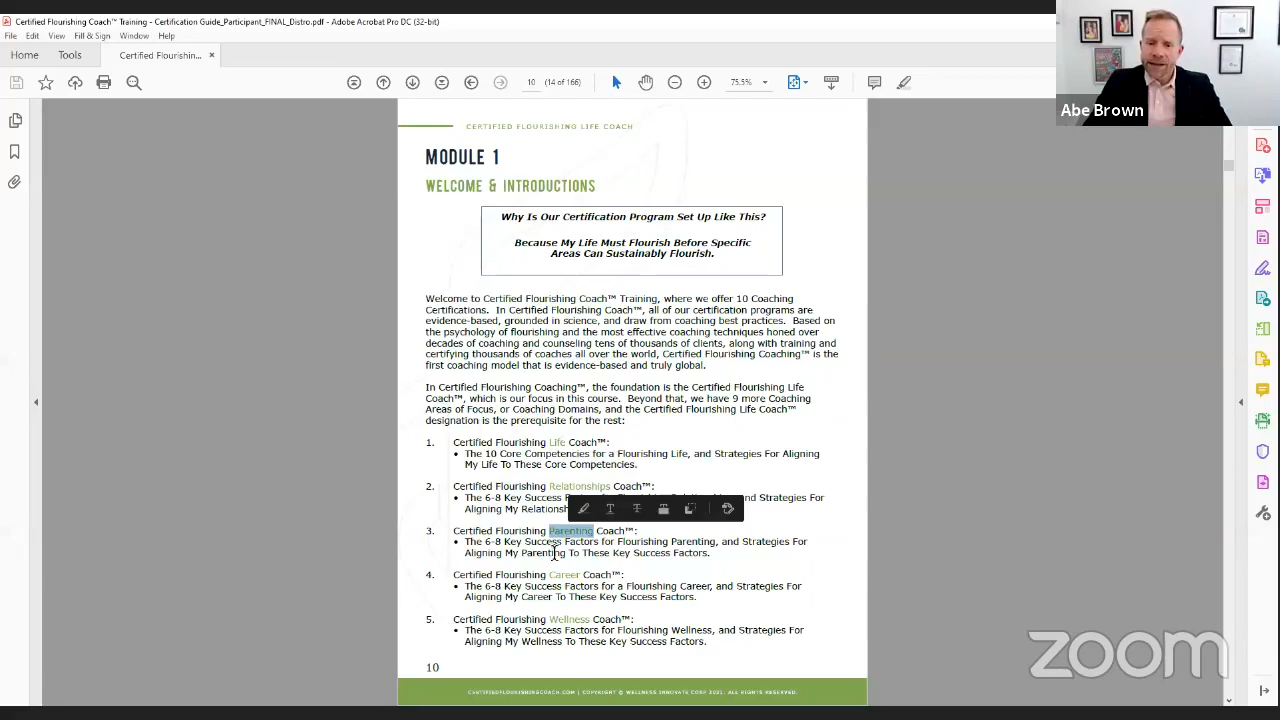 Certified Flourishing Coach™ Training - Certification Guide_Participant_FINAL_Distro.pdf - Adobe Acrobat Pro DC (32-bit)
File Edit View E-Sign Window Help
Home Tools Certified Flourishin... ×
10 (14 of 166) 75.5%
Abe Brown
CERTIFIED FLOURISHING LIFE COACH
MODULE 1
WELCOME & INTRODUCTIONS
Why Is Our Certification Program Set Up Like This?
Because My Life Must Flourish Before Specific
Areas Can Sustainably Flourish.
Welcome to Certified Flourishing Coach™ Training, where we offer 10 Coaching
Certifications. In Certified Flourishing Coach™, all of our certification programs are
evidence-based, grounded in science, and draw from coaching best practices. Based on
the psychology of flourishing and the most effective coaching techniques honed over
decades of coaching and counseling tens of thousands of clients, along with training and
certifying thousands of coaches all over the world, Certified Flourishing Coaching™ is the
first coaching model that is evidence-based and truly global.
In Certified Flourishing Coaching™, the foundation is the Certified Flourishing Life
Coach™, which is our focus in this course. Beyond that, we have 9 more Coaching
Areas of Focus, or Coaching Domains, and the Certified Flourishing Life Coach™
designation is the prerequisite for the rest:
1. Certified Flourishing Life Coach™:
• The 10 Core Competencies for a Flourishing Life, and Strategies For Aligning
My Life To These Core Competencies.
2. Certified Flourishing Relationships Coach™:
• The 6-8 Key Success and Strategies For
Aligning My
3. Certified Flourishing Parenting Coach™:
• The 6-8 Key Success Factors for Flourishing Parenting, and Strategies For
Aligning My Parenting To These Key Success Factors.
4. Certified Flourishing Career Coach™:
• The 6-8 Key Success Factors for a Flourishing Career, and Strategies For
Aligning My Career To These Key Success Factors.
5. Certified Flourishing Wellness Coach™:
• The 6-8 Key Success Factors for Flourishing Wellness, and Strategies For
Aligning My Wellness To These Key Success Factors.
10
CERTIFIEDFLOURISHINGCOACH.COM | COPYRIGHT © WELLNESS INNOVATE CORP 2021. ALL RIGHTS RESERVED.
zoom